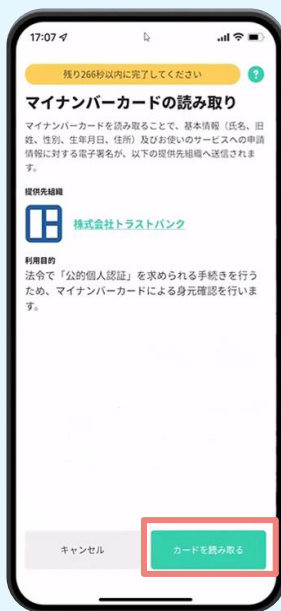 17:07
残り266秒以内に完了してください
?
マイナンバーカードの読み取り
マイナンバーカードを読み取ることで、基本情報（氏名、旧
姓、性別、生年月日、住所）及びお使いのサービスへの申請
情報に対する電子署名が、以下の提供先組織へ送信されま
す。
提供先組織
株式会社トラストバンク
利用目的
法令で「公的個人認証」を求められる手続きを行う
ため、マイナンバーカードによる身元確認を行いま
す。
キャンセル
カードを読み取る